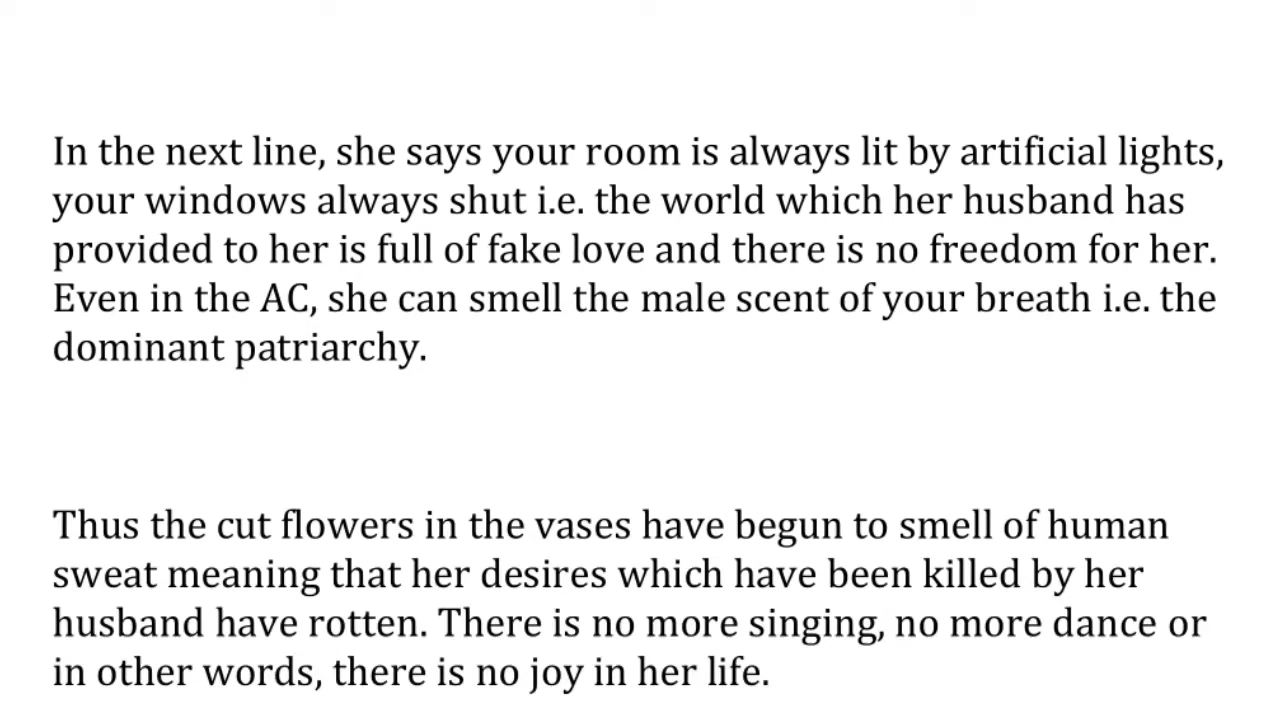 In the next line, she says your room is always lit by artificial lights,
your windows always shut i.e. the world which her husband has
provided to her is full of fake love and there is no freedom for her.
Even in the AC, she can smell the male scent of your breath i.e. the
dominant patriarchy.
Thus the cut flowers in the vases have begun to smell of human
sweat meaning that her desires which have been killed by her
husband have rotten. There is no more singing, no more dance or
in other words, there is no joy in her life.